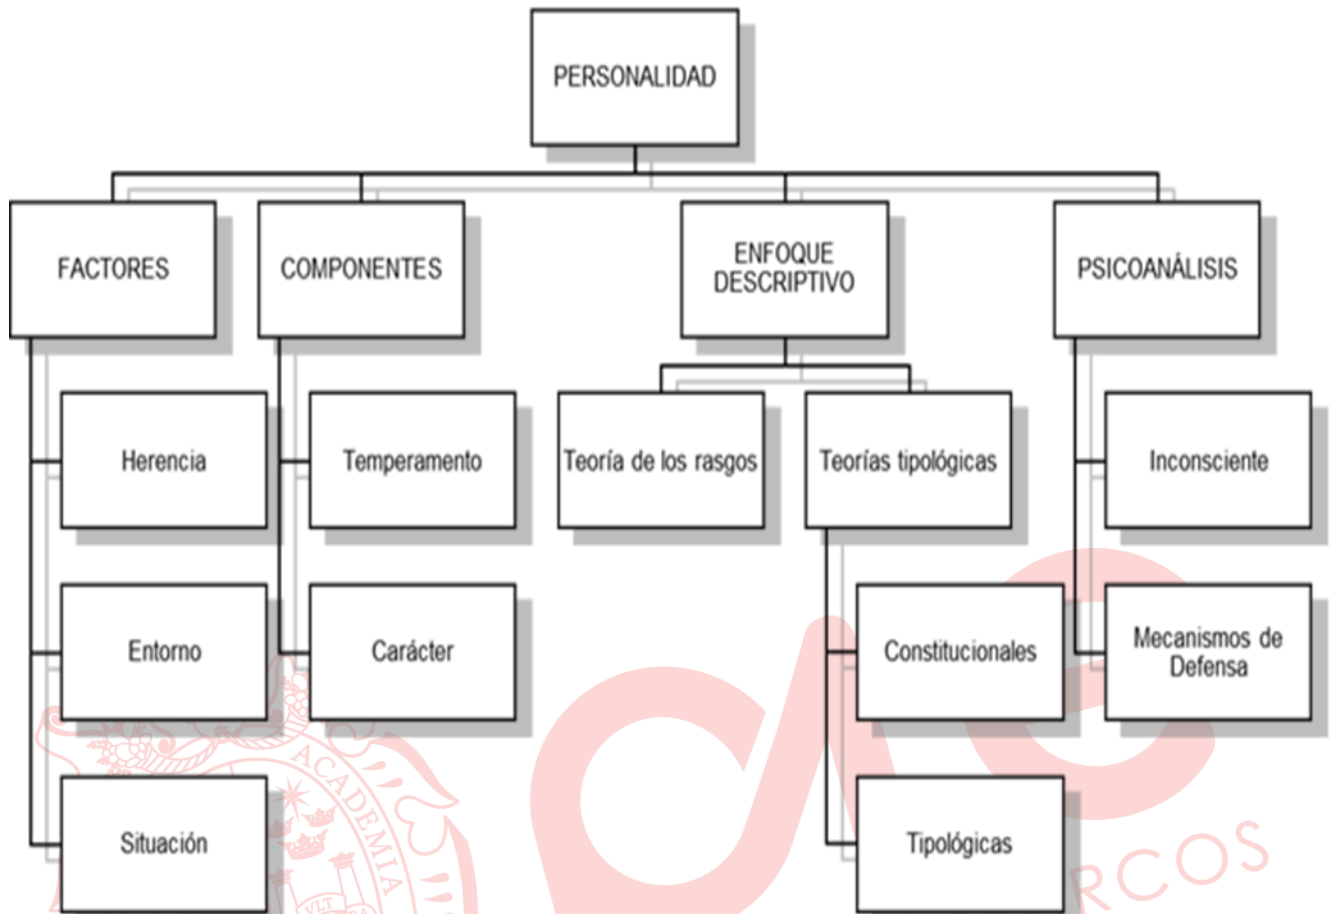 PERSONALIDAD
FACTORES
COMPONENTES
ENFOQUE
DESCRIPTIVO
PSICOANÁLISIS
Herencia
Temperamento
Teoría de los rasgos
Teorías tipológicas
Inconsciente
Entorno
Carácter
Constitucionales
Mecanismos de
Defensa
Situación
Tipológicas
ACADEMIA
VLT
RCOS